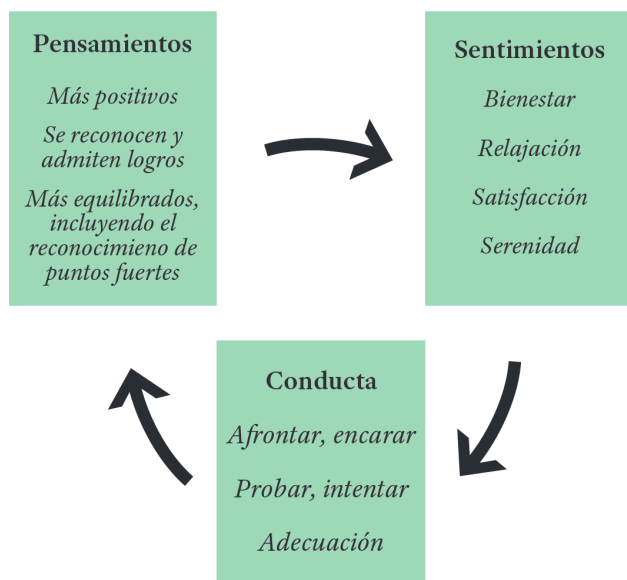 Pensamientos
Más positivos
Se reconocen y
admiten logros
Más equilibrados,
incluyendo el
reconocimieno de
puntos fuertes
Sentimientos
Bienestar
Relajación
Satisfacción
Serenidad
Conducta
Afrontar, encarar
Probar, intentar
Adecuación